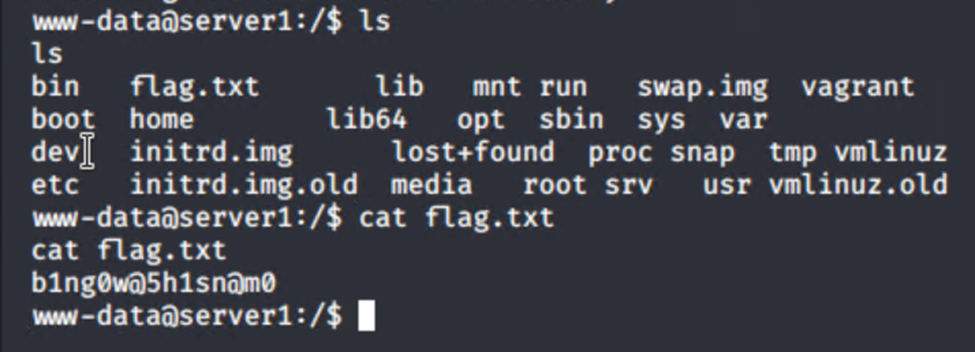 www-data@server1:/$ ls
ls
bin flag.txt lib mnt run swap.img vagrant
boot home lib64 opt sbin sys var
dev initrd.img lost+found proc snap tmp vmlinuz
etc initrd.img.old media root srv usr vmlinuz.old
www-data@server1:/$ cat flag.txt
cat flag.txt
b1ng0w@5h1sn@m0
www-data@server1:/$